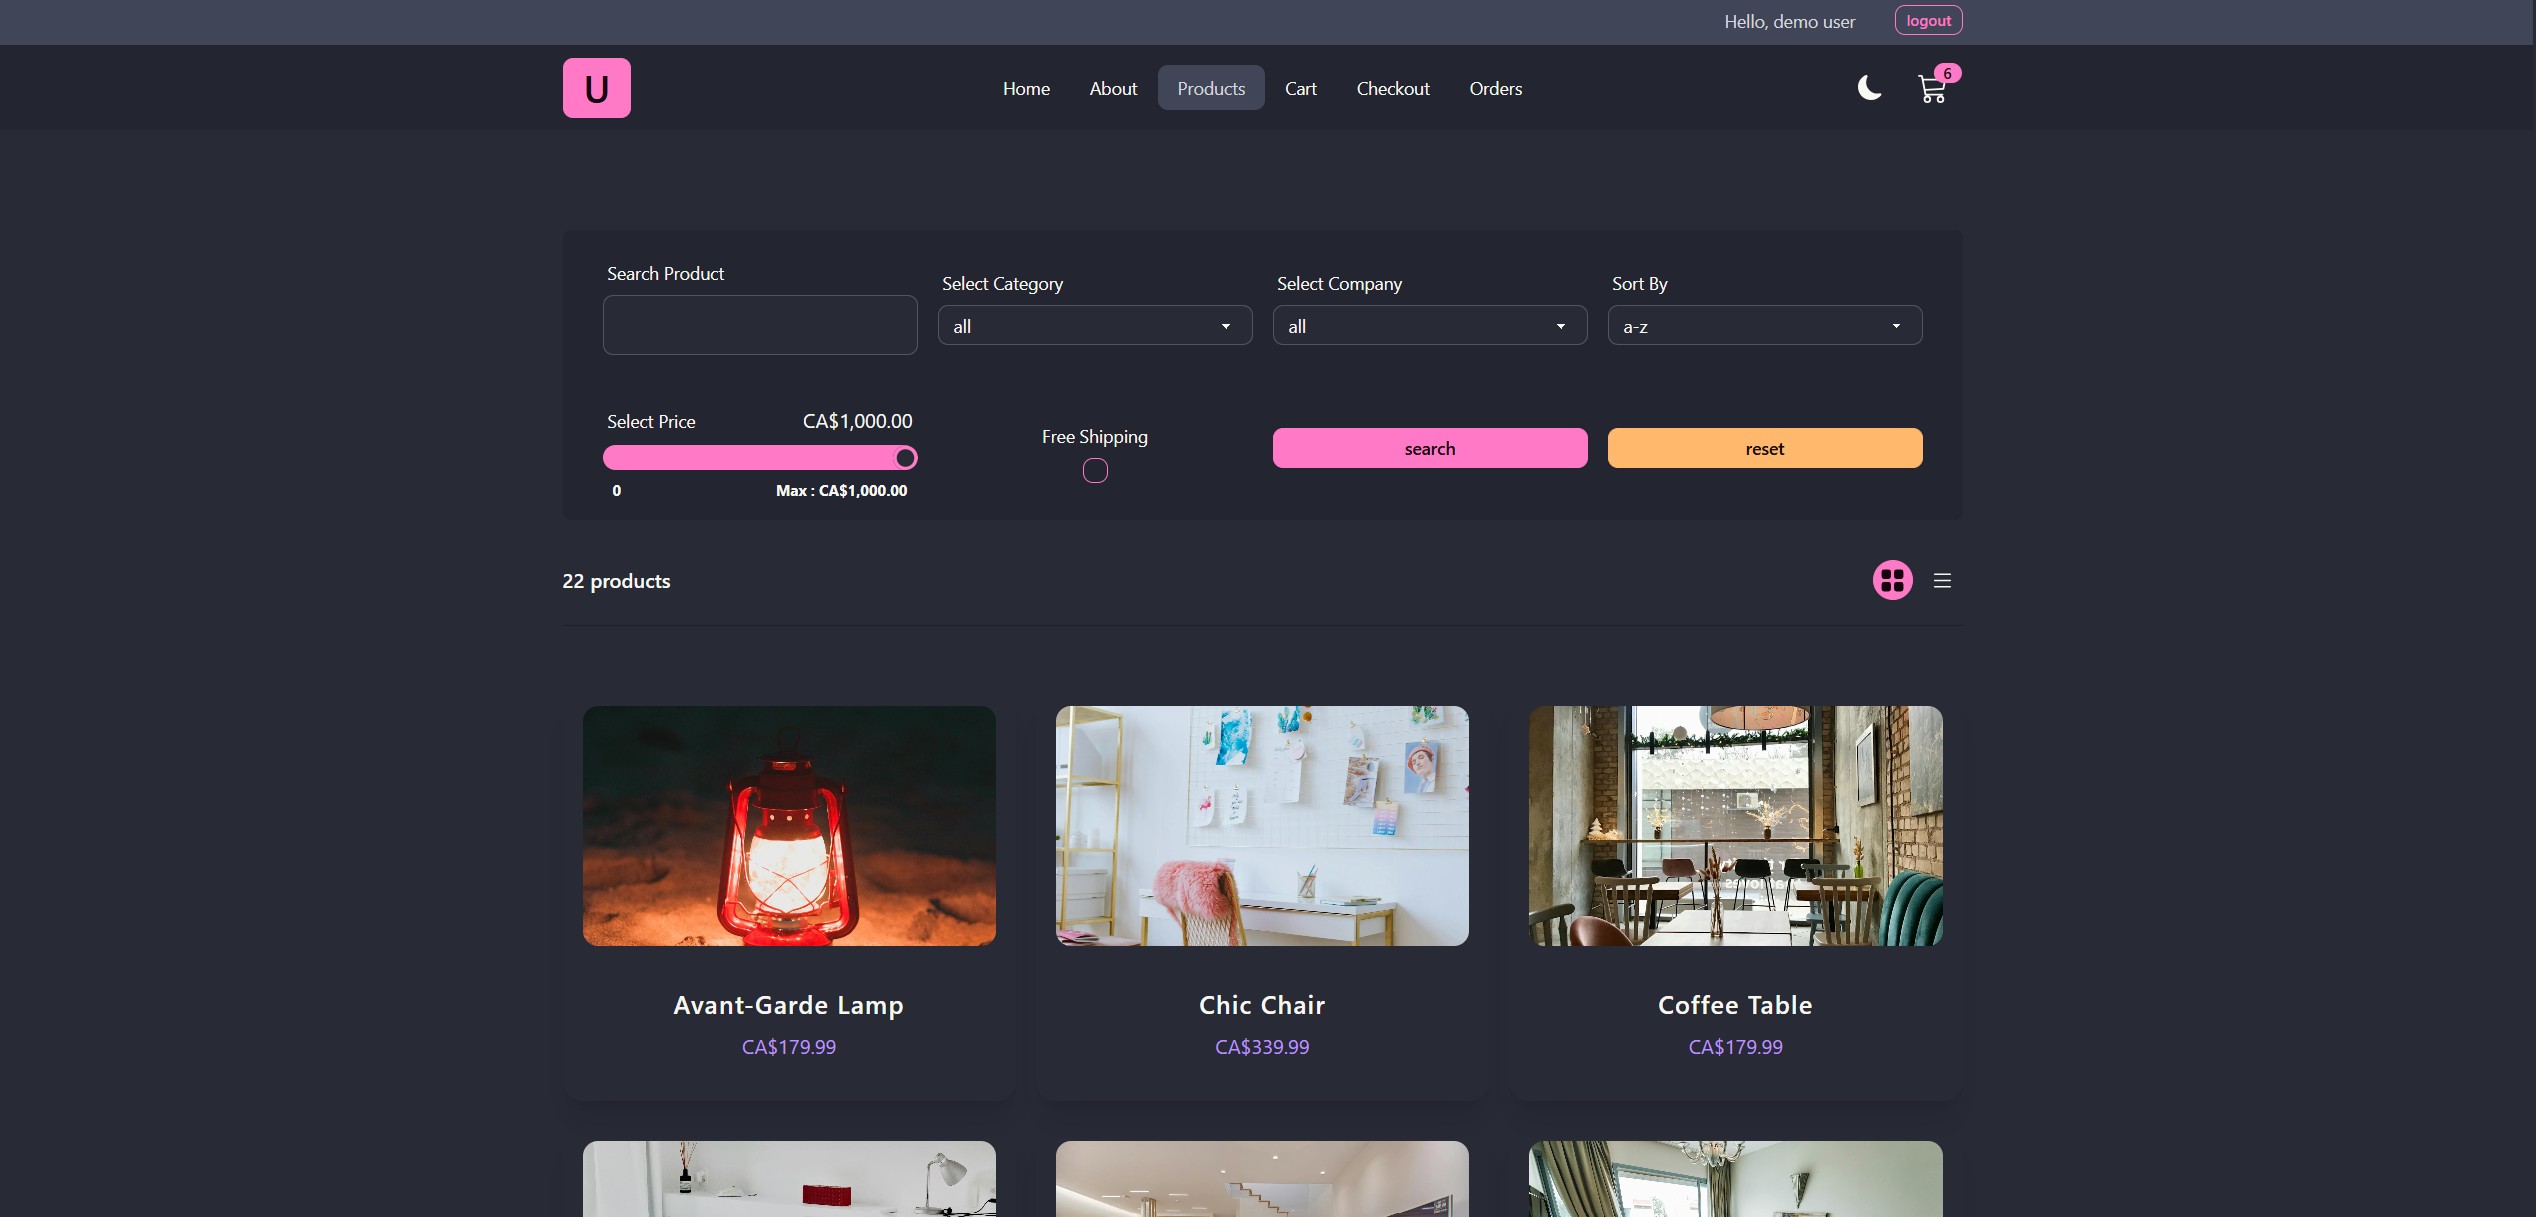 Hello, demo user logout
U Home About Products Cart Checkout Orders 6
Search Product Select Category Select Company Sort By
all all a-z
Select Price CA$1,000.00 Free Shipping search reset
0 Max : CA$1,000.00
22 products
Avant-Garde Lamp Chic Chair Coffee Table
CA$179.99 CA$339.99 CA$179.99